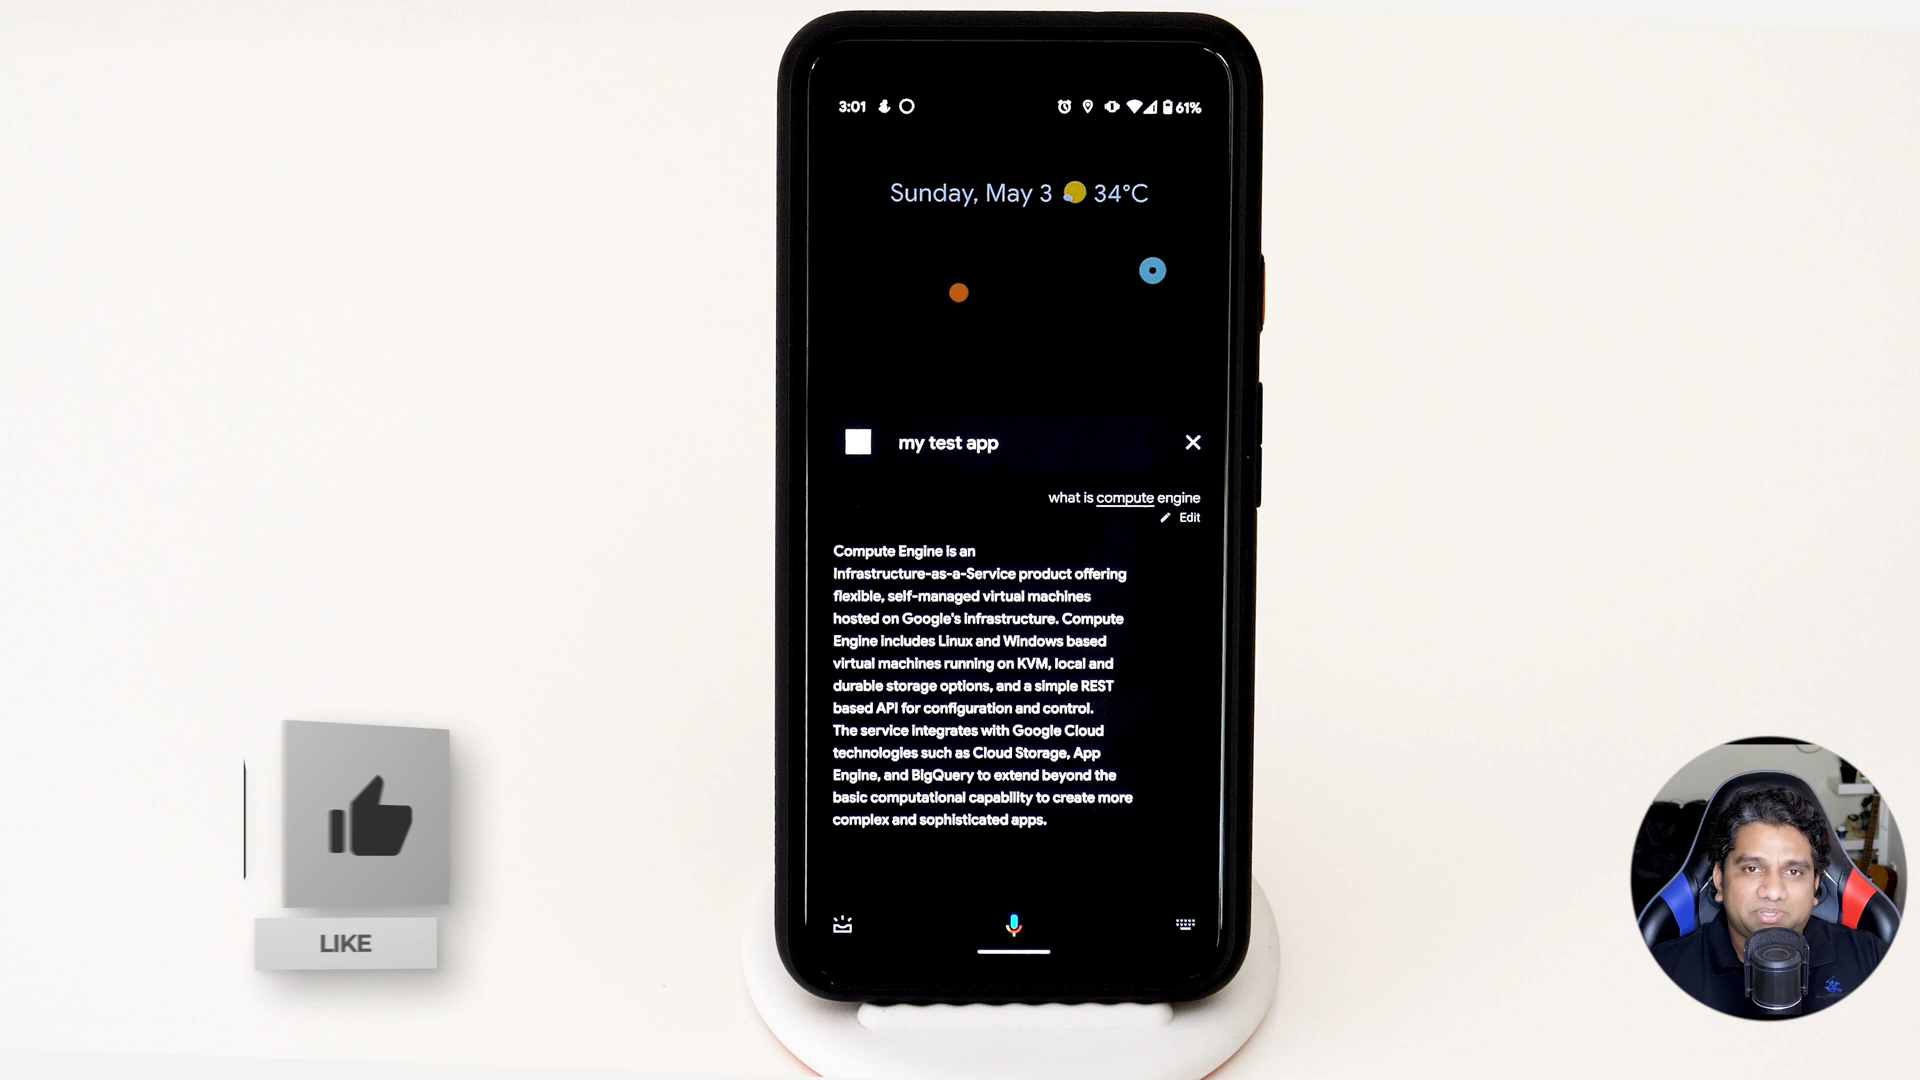 3:01
61%
Sunday, May 3 34°C
my test app
what is compute engine
Edit
Compute Engine is an
Infrastructure-as-a-Service product offering
flexible, self-managed virtual machines
hosted on Google's infrastructure. Compute
Engine includes Linux and Windows based
virtual machines running on KVM, local and
durable storage options, and a simple REST
based API for configuration and control.
The service integrates with Google Cloud
technologies such as Cloud Storage, App
Engine, and BigQuery to extend beyond the
basic computational capability to create more
complex and sophisticated apps.
LIKE